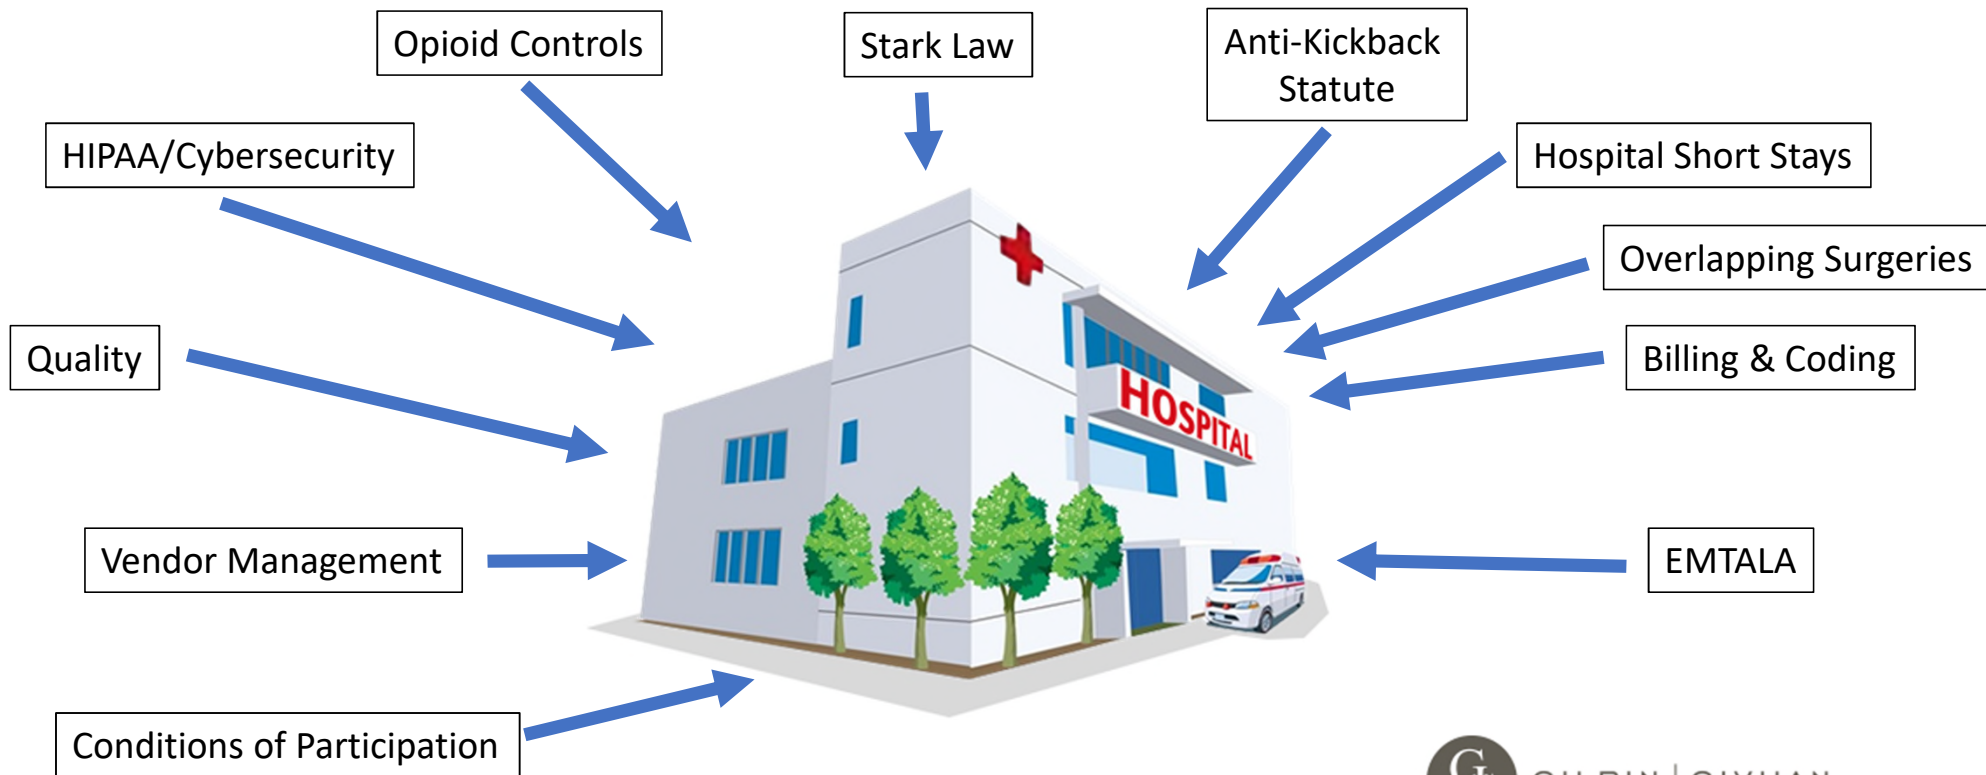 Opioid Controls
Stark Law
Anti-Kickback
Statute
HIPAA/Cybersecurity
Hospital Short Stays
Overlapping Surgeries
Quality
Billing & Coding
HOSPITAL
Vendor Management
EMTALA
Conditions of Participation